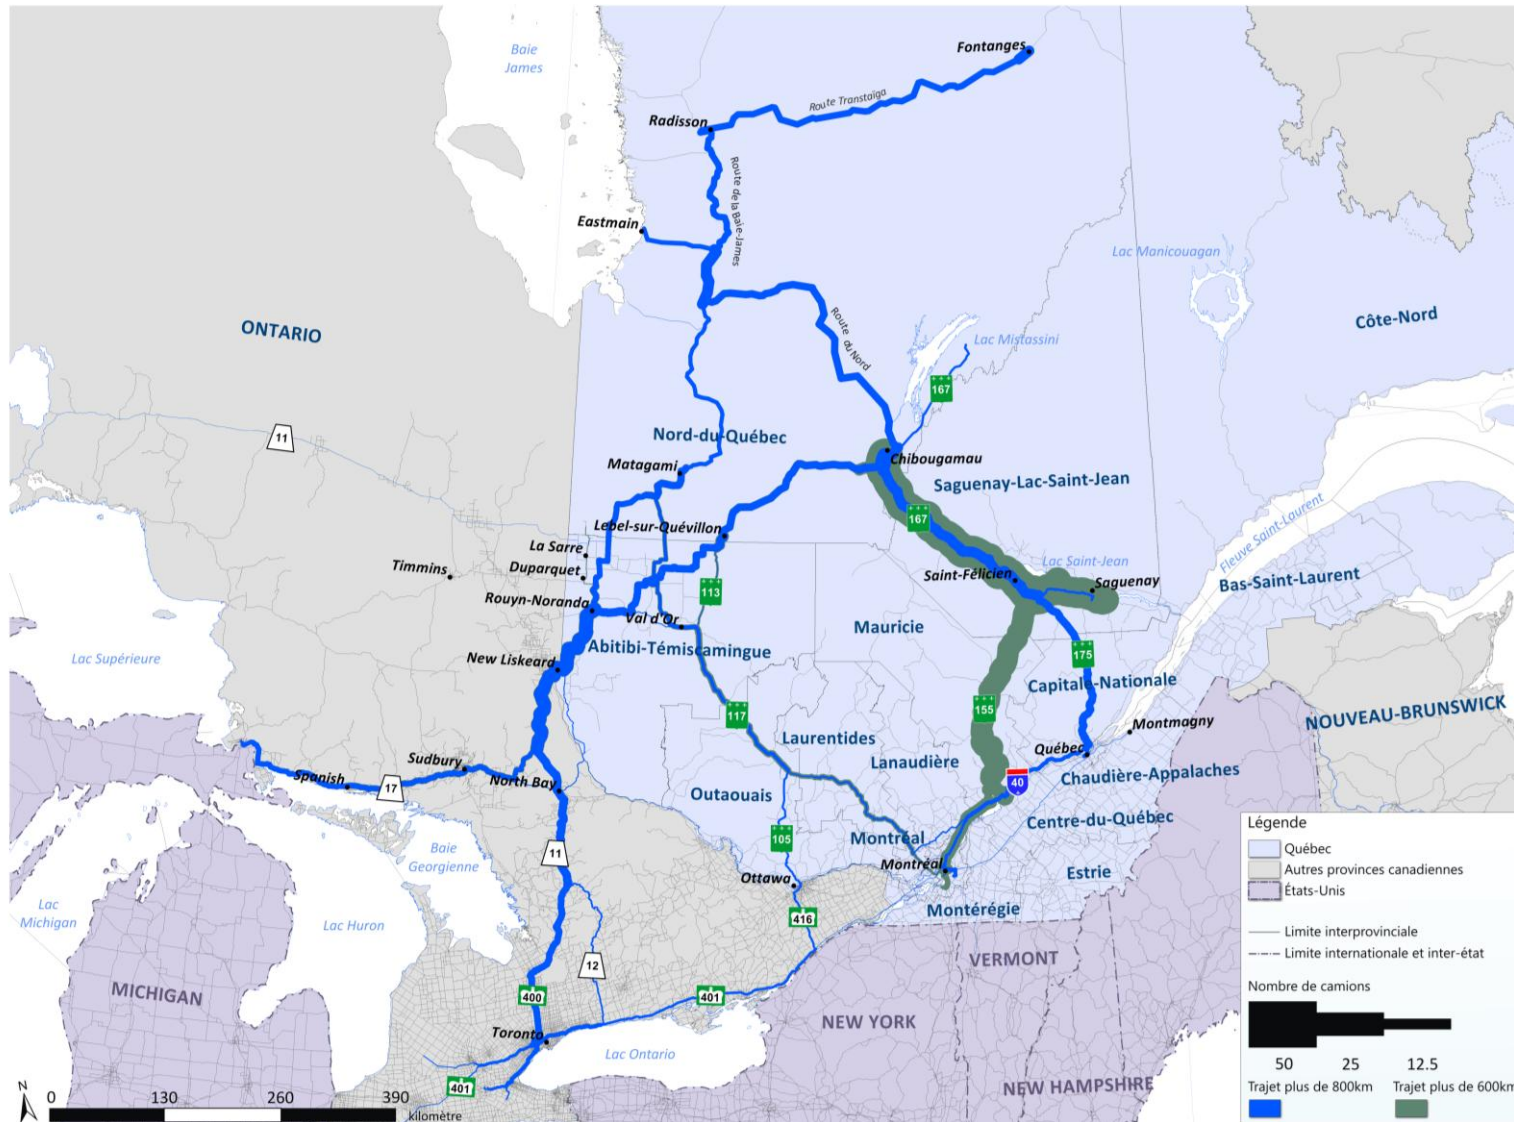 Baie
James
Fontanges
Route Transtaïga
Radisson
Route de la Baie-James
Eastmain
Lac Manicouagan
Côte-Nord
ONTARIO
Route du Nord
Lac Mistassini
167
11
Nord-du-Québec
Matagami
Chibougamau
Saguenay-Lac-Saint-Jean
167
Lebel-sur-Quévillon
Fleuve Saint-Laurent
La Sarre
Duparquet
Timmins
Lac Saint-Jean
Saint-Félicien
Saguenay
Bas-Saint-Laurent
113
Rouyn-Noranda
Val d'Or
Mauricie
Abitibi-Témiscamingue
New Liskeard
Lac Supérieure
175
Capitale-Nationale
155
117
NOUVEAU-BRUNSWICK
Montmagny
Laurentides
Lanaudière
Québec
Sudbury
Spanish
17
North Bay
Chaudière-Appalaches
40
Outaouais
Centre-du-Québec
105
Montréal
Montréal
11
Baie
Georgienne
Ottawa
Estrie
Lac
Michigan
Lac Huron
416
Montérégie
12
VERMONT
MICHIGAN
400
401
NEW YORK
Toronto
Lac Ontario
401
NEW HAMPSHIRE
N
0 130 260 390
kilomètre
Légende
Québec
Autres provinces canadiennes
États-Unis
Limite interprovinciale
Limite internationale et inter-état
Nombre de camions
50 25 12.5
Trajet plus de 800km Trajet plus de 600km